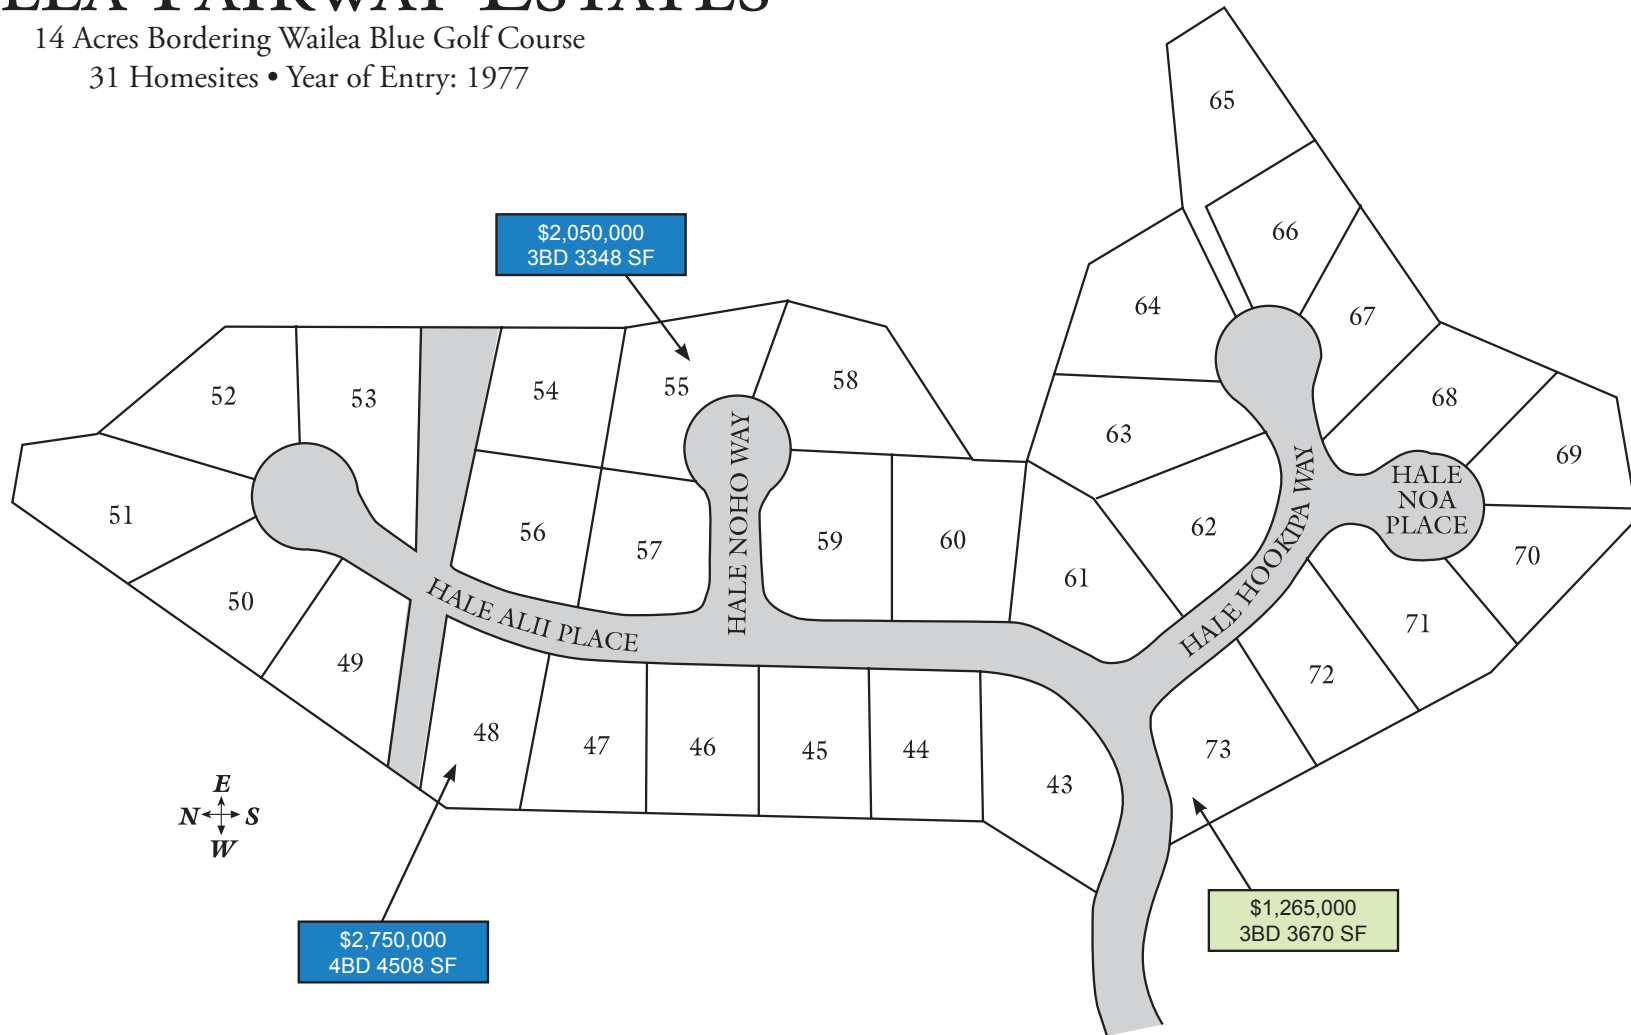 FAIRWAY ESTATES
14 Acres Bordering Wailea Blue Golf Course
31 Homesites • Year of Entry: 1977
65
66
$2,050,000
3BD 3348 SF
64
67
52
53
54
55
58
68
63
69
HALE NOHO WAY
HALE
NOA
PLACE
51
56
57
59
60
62
HALE HOOKIPA WAY
70
61
50
HALE ALII PLACE
71
49
72
48
47
46
45
44
43
73
E
N S
W
$2,750,000
4BD 4508 SF
$1,265,000
3BD 3670 SF